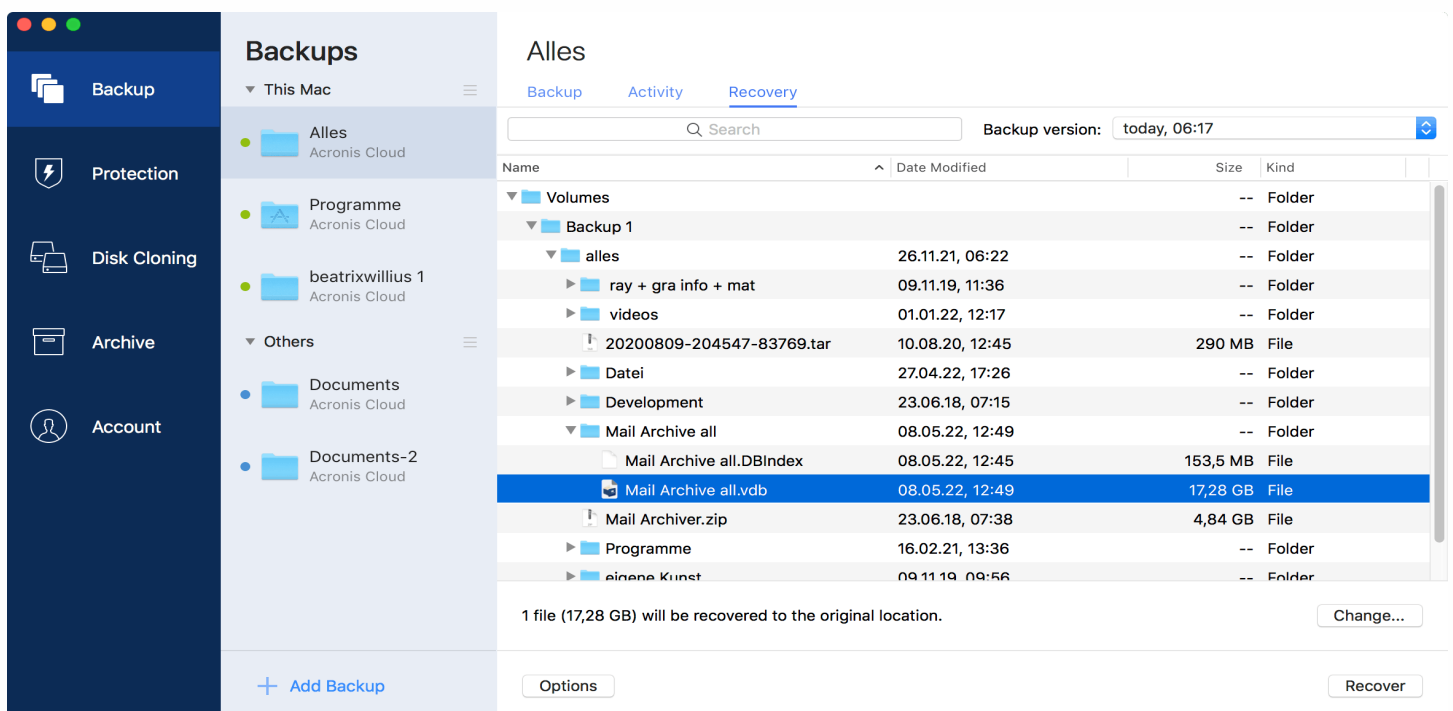 Backup
Protection
Disk Cloning
Archive
Account
Backups
This Mac
Alles
Acronis Cloud
Programme
Acronis Cloud
beatrixwillius 1
Acronis Cloud
Others
Documents
Acronis Cloud
Documents-2
Acronis Cloud
Add Backup
Alles
Backup Activity Recovery
Search Backup version: today, 06:17
Name Date Modified Size Kind
Volumes -- Folder
Backup 1 -- Folder
alles 26.11.21, 06:22 -- Folder
ray + gra info + mat 09.11.19, 11:36 -- Folder
videos 01.01.22, 12:17 -- Folder
20200809-204547-83769.tar 10.08.20, 12:45 290 MB File
Datei 27.04.22, 17:26 -- Folder
Development 23.06.18, 07:15 -- Folder
Mail Archive all 08.05.22, 12:49 -- Folder
Mail Archive all.DBIndex 08.05.22, 12:45 153,5 MB File
Mail Archive all.vdb 08.05.22, 12:49 17,28 GB File
Mail Archiver.zip 23.06.18, 07:38 4,84 GB File
Programme 16.02.21, 13:36 -- Folder
eigene Kunst 09.11.19, 09:56 -- Folder
1 file (17,28 GB) will be recovered to the original location. Change...
Options Recover